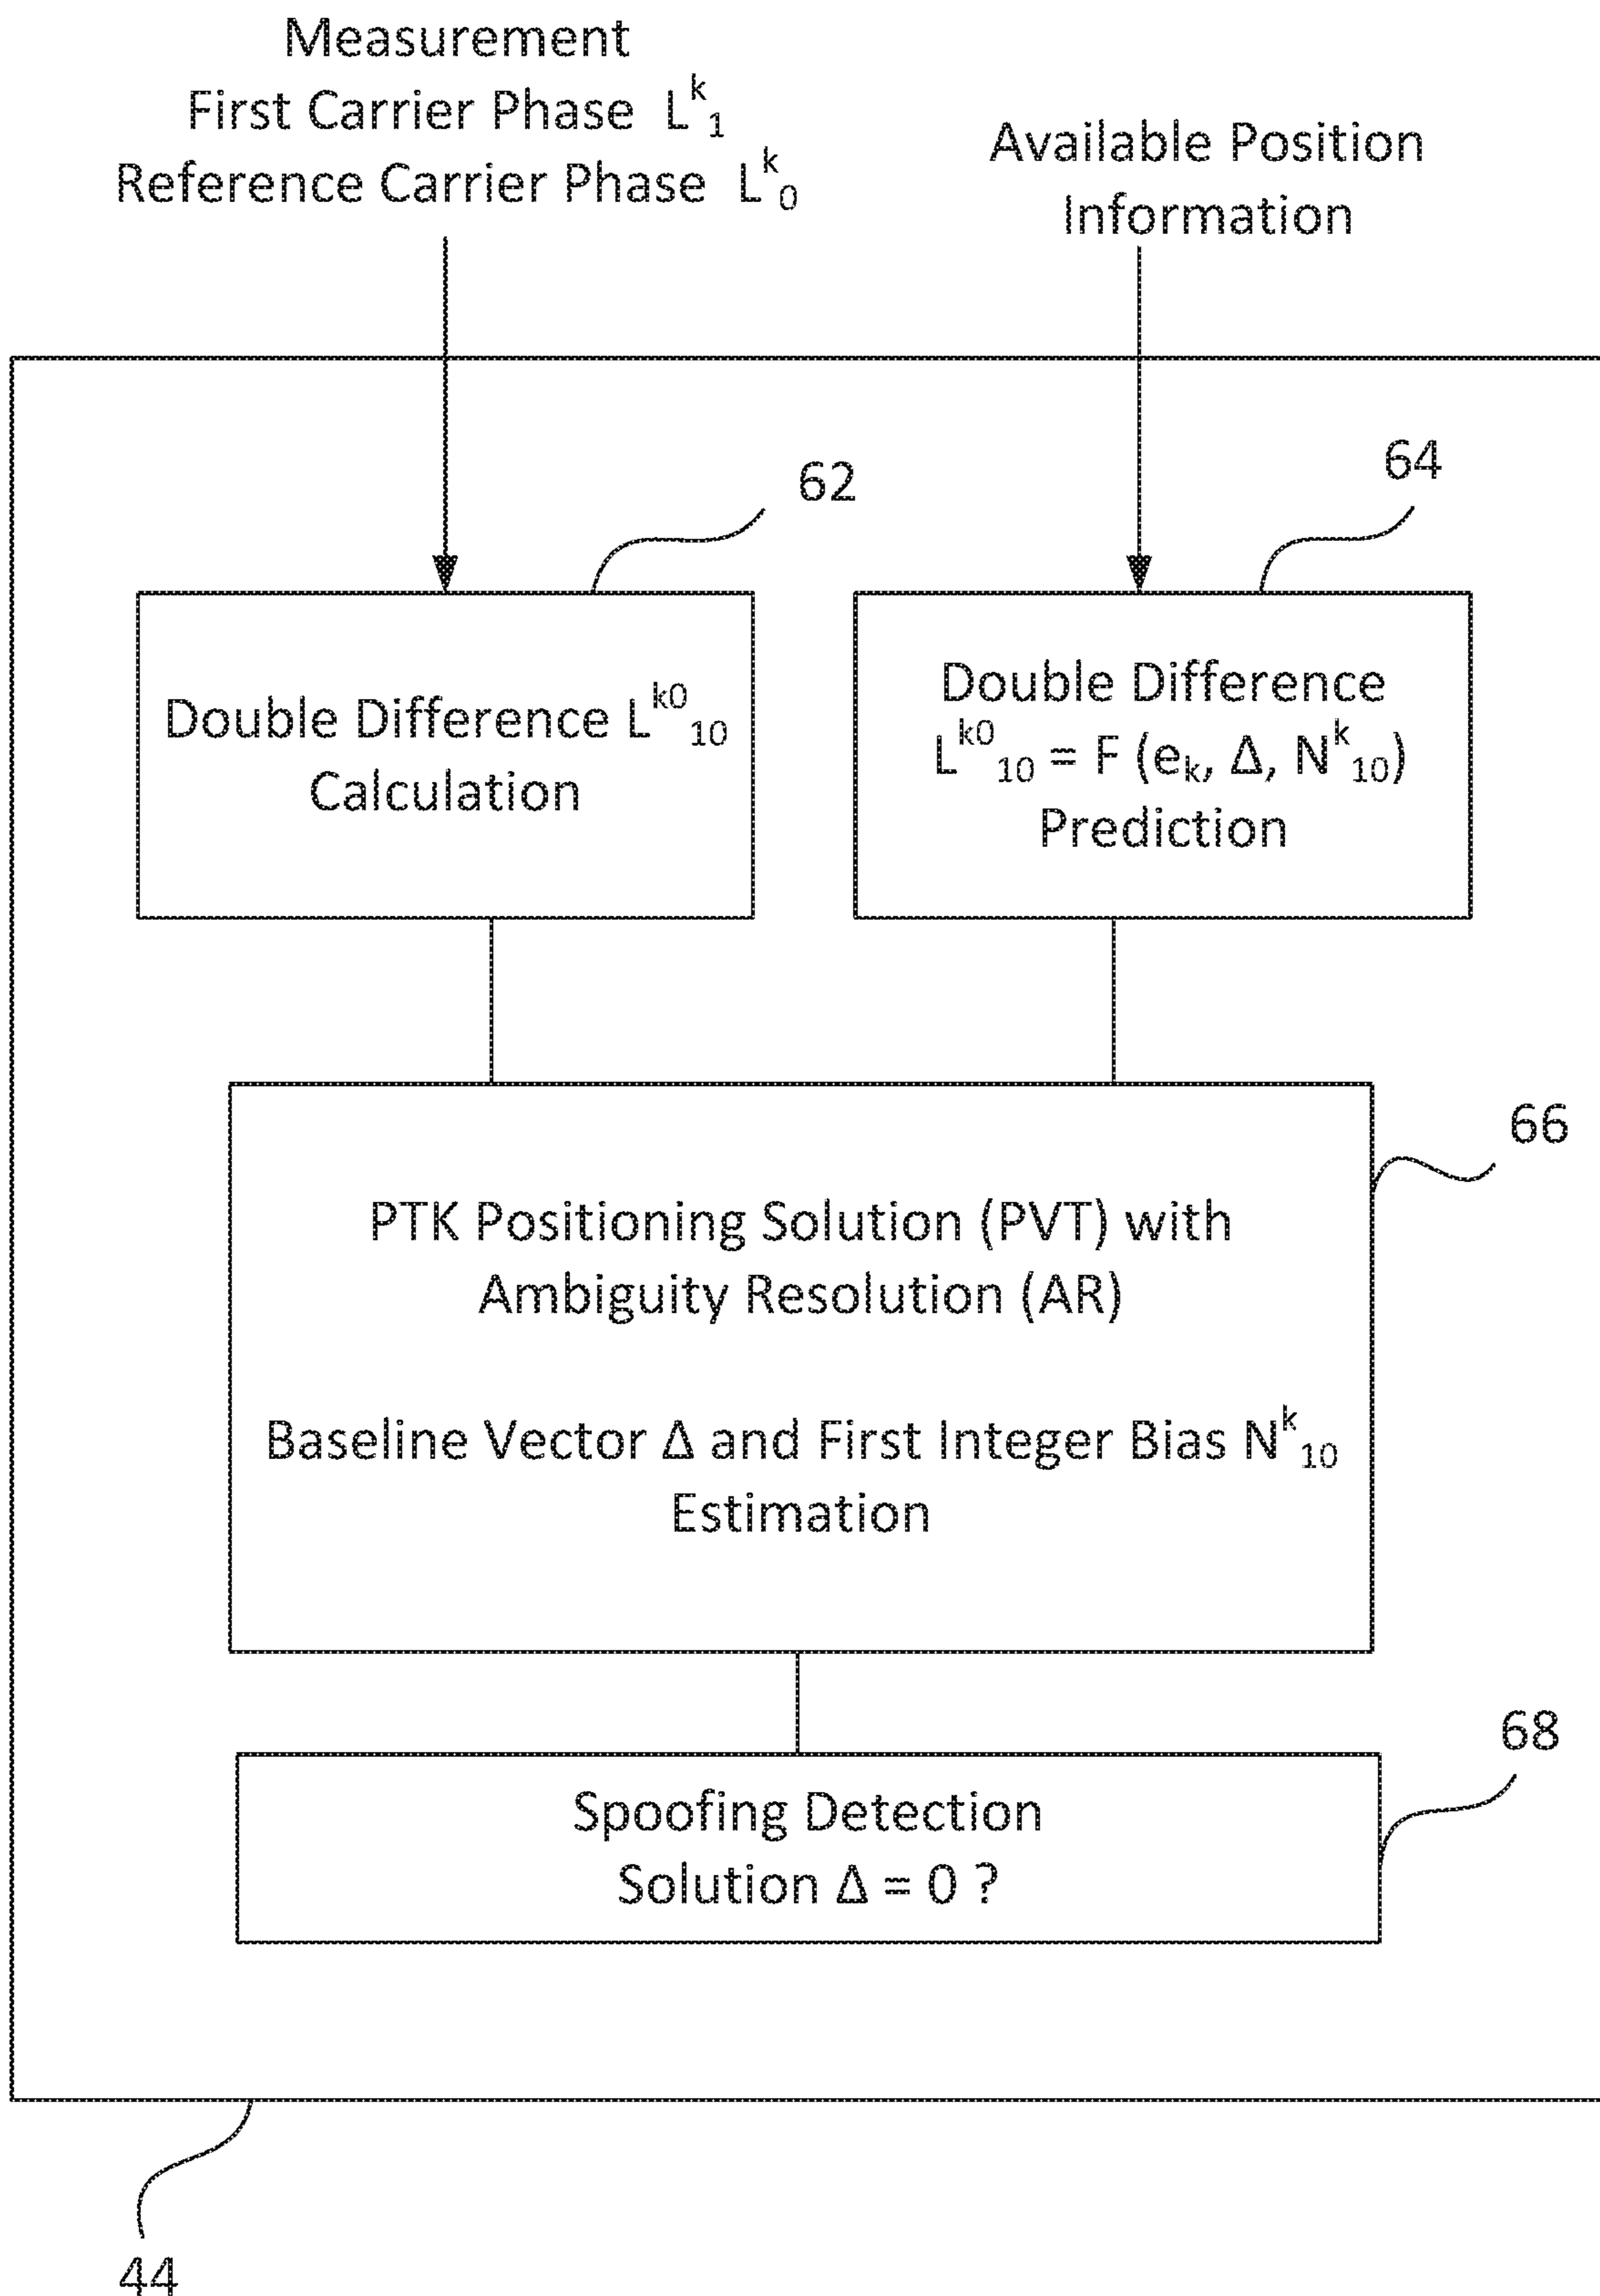 Measurement
First Carrier Phase L^k_1
Reference Carrier Phase L^k_0
Available Position
Information
62
64
Double Difference L^k0_10
Calculation
Double Difference
L^k0_10 = F (e_k, Δ, N^k_10)
Prediction
66
PTK Positioning Solution (PVT) with
Ambiguity Resolution (AR)
Baseline Vector Δ and First Integer Bias N^k_10
Estimation
68
Spoofing Detection
Solution Δ = 0 ?
44